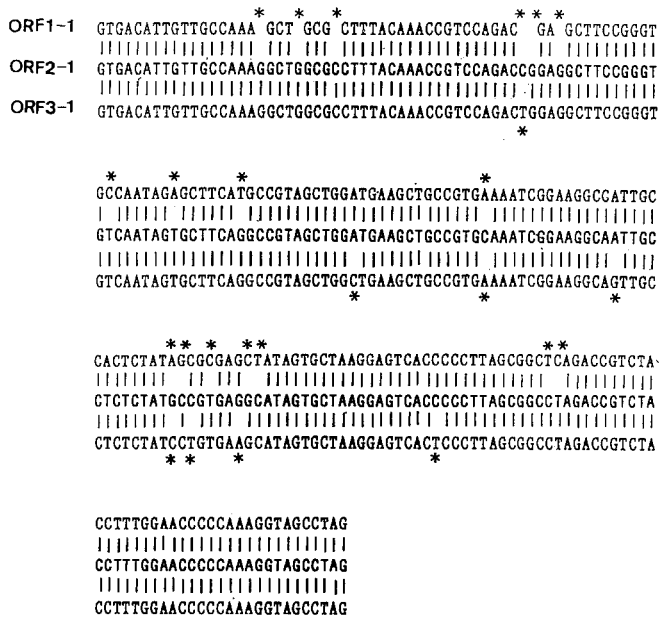 * * * * * *
ORF1-1 GTGACATTGTTGCCAAA GCT GCG CTTTACAAACCGTCCAGAC GA GCTTCCGGGT
ORF2-1 GTGACATTGTTGCCAAAGGCTGGCGCCTTTACAAACCGTCCAGACCGGAGGCTTCCGGGT
ORF3-1 GTGACATTGTTGCCAAAGGCTGGCGCCTTTACAAACCGTCCAGACTGGAGGCTTCCGGGT
*
* * * *
GCCAATAGAGCTTCATGCCGTAGCTGGATGAAGCTGCCGTGAAAATCGGAAGGCCATTGC
GTCAATAGTGCTTCAGGCCGTAGCTGGATGAAGCTGCCGTGCAAATCGGAAGGCAATTGC
GTCAATAGTGCTTCAGGCCGTAGCTGGCTGAAGCTGCCGTGAAAATCGGAAGGCAGTTGC
* * *
** * ** **
CACTCTATAGCGCGAGCTATAGTGCTAAGGAGTCACCCCCTTAGCGGCTCAGACCGTCTA
CTCTCTATGCCGTGAGGCATAGTGCTAAGGAGTCACCCCCTTAGCGGCCTAGACCGTCTA
CTCTCTATCCTGTGAAGCATAGTGCTAAGGAGTCACTCCCTTAGCGGCCTAGACCGTCTA
* * * *
CCTTTGGAACCCCCAAAGGTAGCCTAG
CCTTTGGAACCCCCAAAGGTAGCCTAG
CCTTTGGAACCCCCAAAGGTAGCCTAG